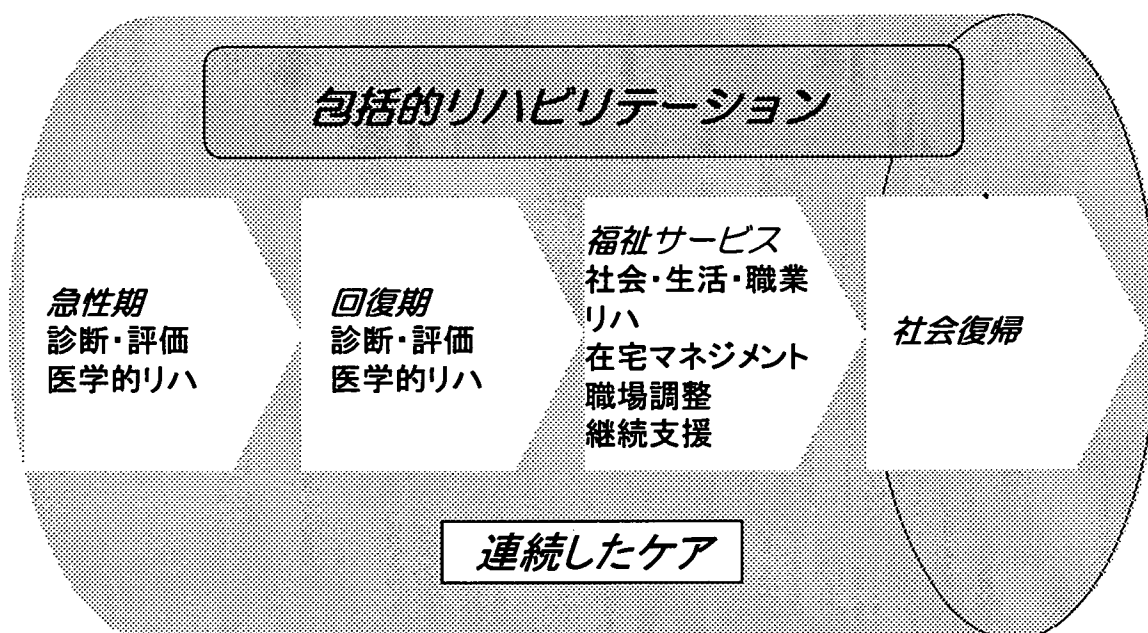 包括的リハビリテーション
急性期
診断・評価
医学的リハ
回復期
診断・評価
医学的リハ
福祉サービス
社会・生活・職業
リハ
在宅マネジメント
職場調整
継続支援
社会復帰
連続したケア